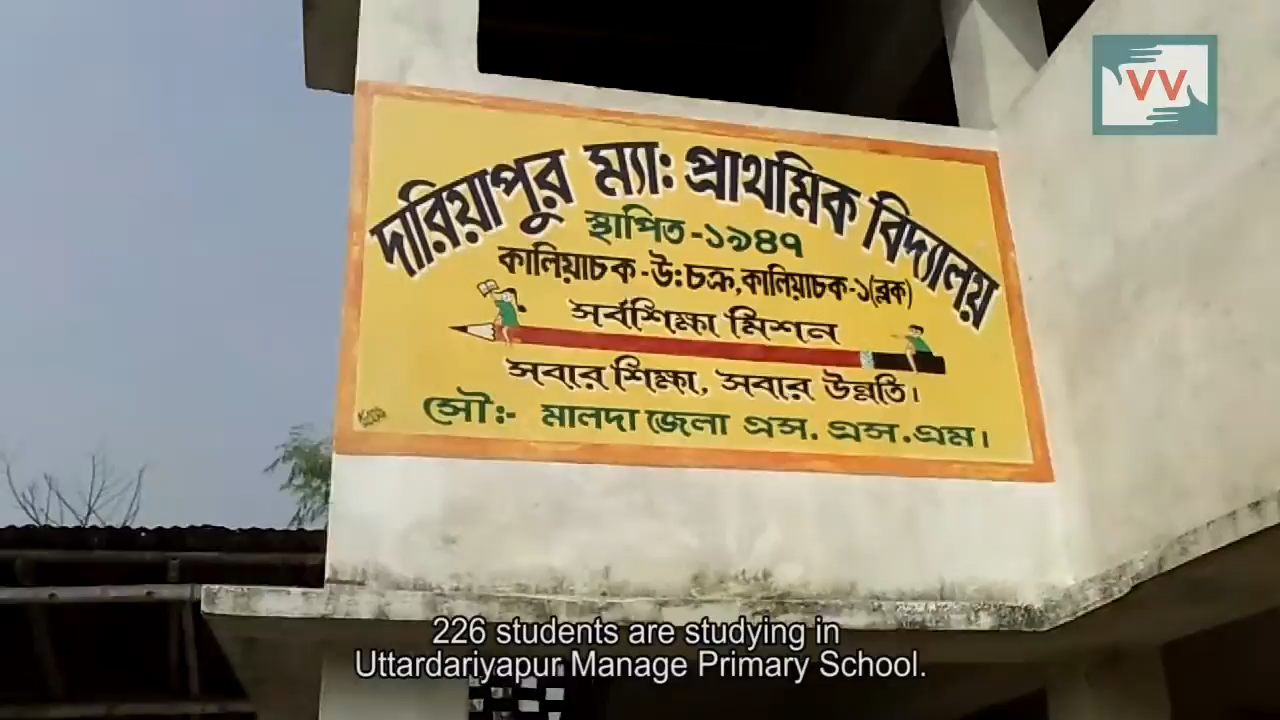 VV
দারিয়াপুর ম্যাঃ প্রাথমিক বিদ্যালয়
স্থাপিত-১৯৪৭
কালিয়াচক-উঃচক্র,কালিয়াচক-১(ব্লক)
সর্বশিক্ষা মিশন
সবার শিক্ষা, সবার উন্নতি।
সৌঃ- মালদা জেলা এস.এস.এম।
226 students are studying in
Uttardariyapur Manage Primary School.